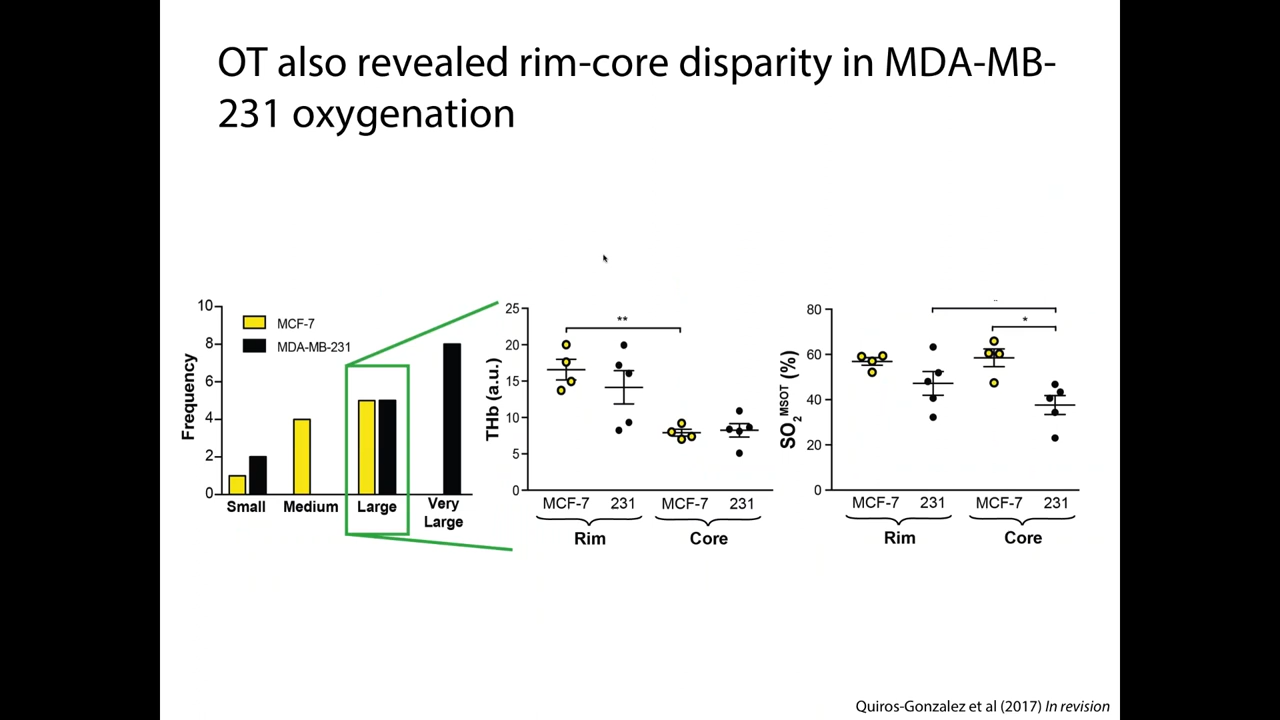 OT also revealed rim-core disparity in MDA-MB-
231 oxygenation
10
8
6
4
2
0
Frequency
MCF-7
MDA-MB-231
Small
Medium
Large
Very
Large
25
20
15
10
5
0
THb (a.u.)
**
MCF-7 231 MCF-7 231
Rim Core
80
60
40
20
0
SO2MSOT (%)
*
MCF-7 231 MCF-7 231
Rim Core
Quiros-Gonzalez et al (2017) In revision